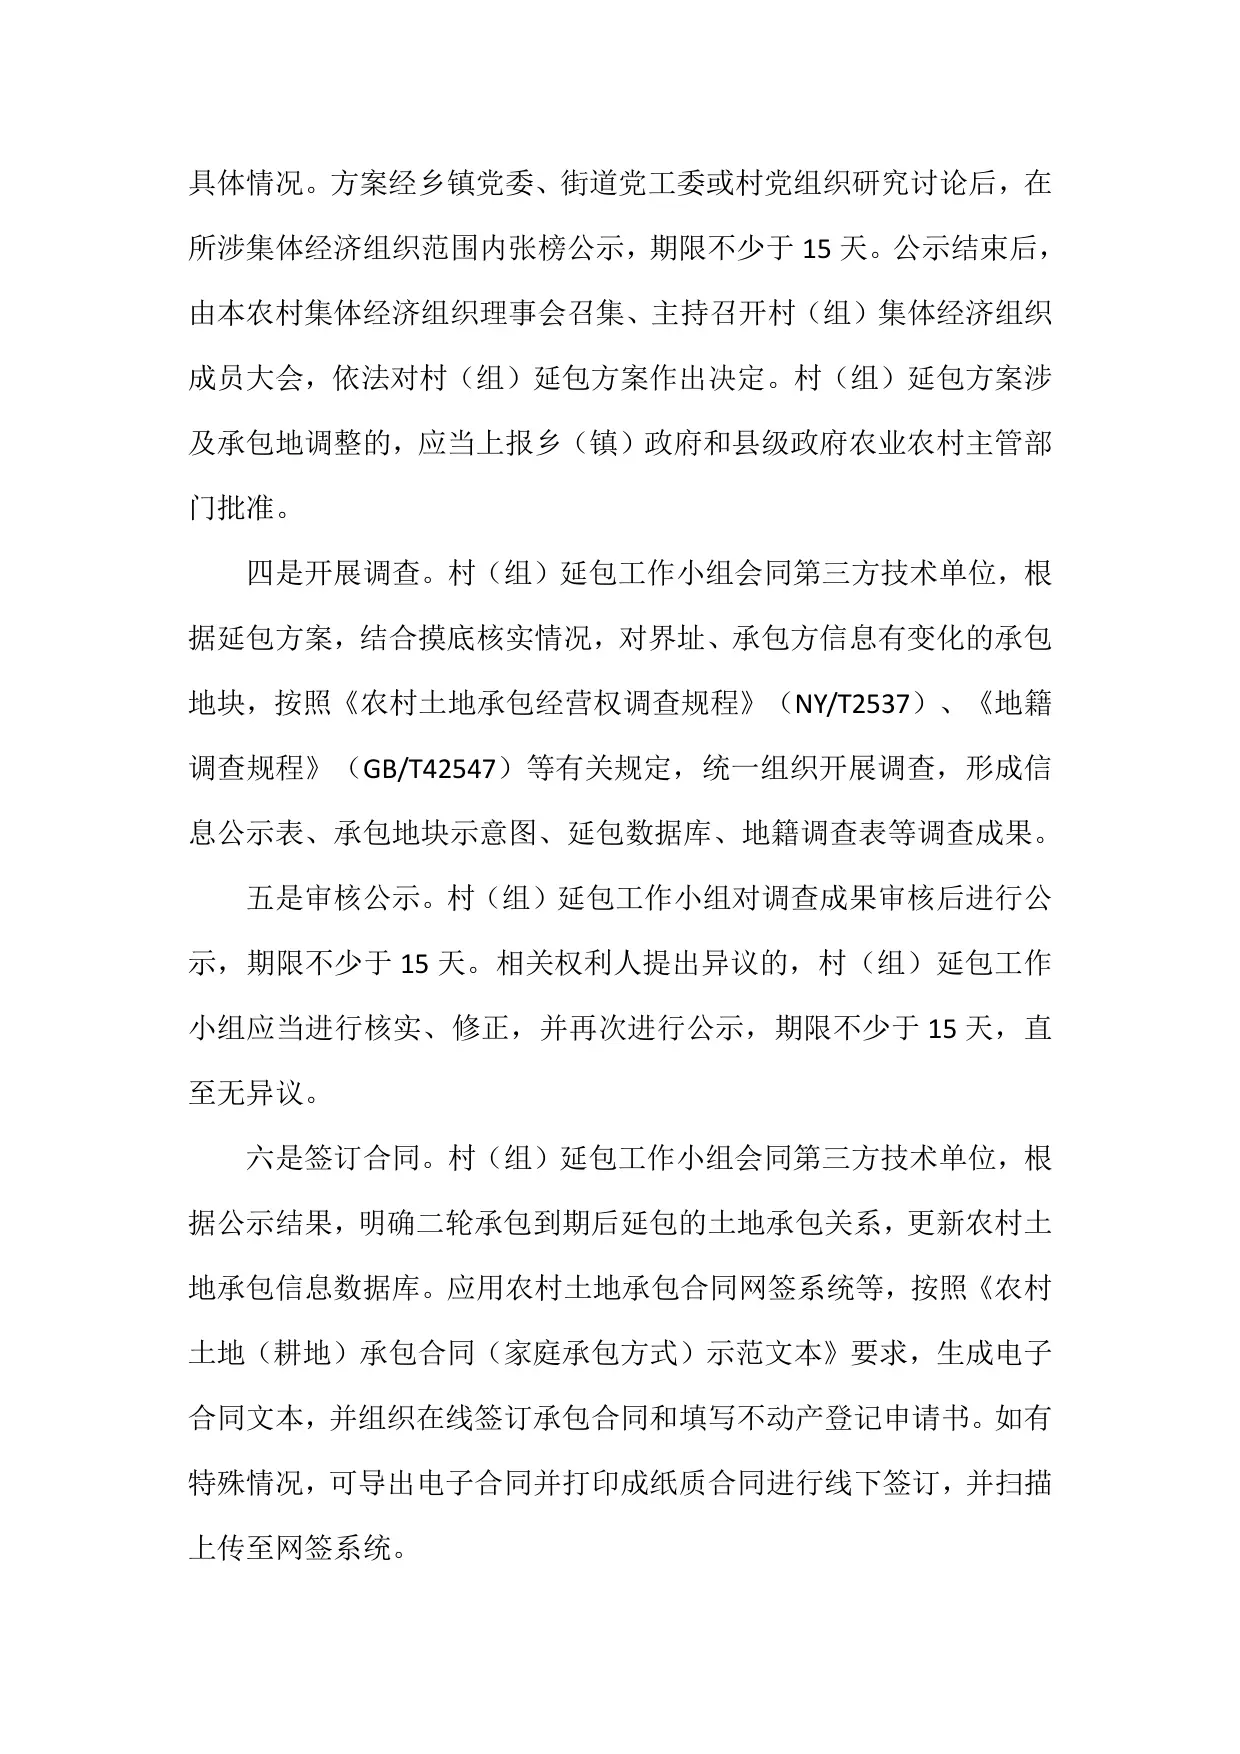 具体情况。方案经乡镇党委、街道党工委或村党组织研究讨论后，在
所涉集体经济组织范围内张榜公示，期限不少于 15 天。公示结束后，
由本农村集体经济组织理事会召集、主持召开村（组）集体经济组织
成员大会，依法对村（组）延包方案作出决定。村（组）延包方案涉
及承包地调整的，应当上报乡（镇）政府和县级政府农业农村主管部
门批准。
四是开展调查。村（组）延包工作小组会同第三方技术单位，根
据延包方案，结合摸底核实情况，对界址、承包方信息有变化的承包
地块，按照《农村土地承包经营权调查规程》（NY/T2537）、《地籍
调查规程》（GB/T42547）等有关规定，统一组织开展调查，形成信
息公示表、承包地块示意图、延包数据库、地籍调查表等调查成果。
五是审核公示。村（组）延包工作小组对调查成果审核后进行公
示，期限不少于 15 天。相关权利人提出异议的，村（组）延包工作
小组应当进行核实、修正，并再次进行公示，期限不少于 15 天，直
至无异议。
六是签订合同。村（组）延包工作小组会同第三方技术单位，根
据公示结果，明确二轮承包到期后延包的土地承包关系，更新农村土
地承包信息数据库。应用农村土地承包合同网签系统等，按照《农村
土地（耕地）承包合同（家庭承包方式）示范文本》要求，生成电子
合同文本，并组织在线签订承包合同和填写不动产登记申请书。如有
特殊情况，可导出电子合同并打印成纸质合同进行线下签订，并扫描
上传至网签系统。